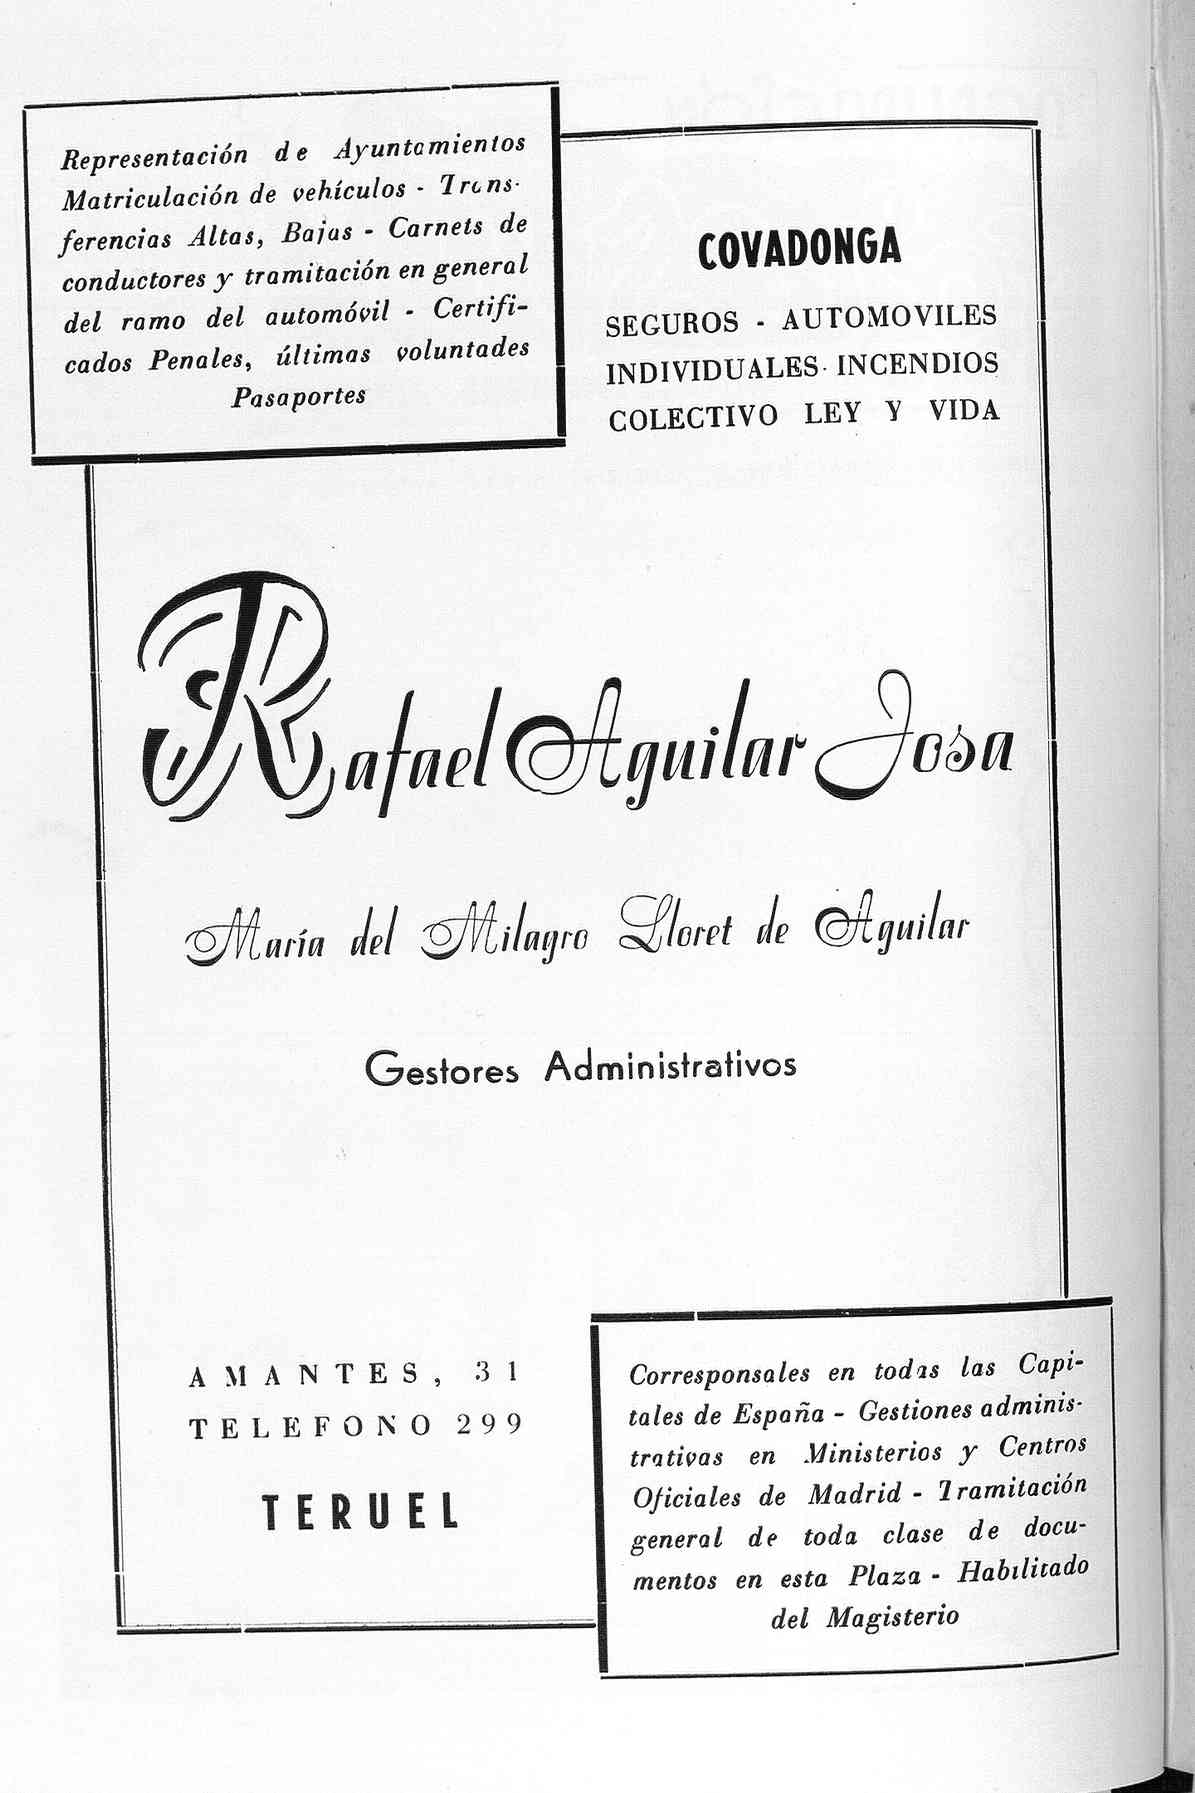 Representación de Ayuntamientos
Matriculación de vehículos - Trans-
ferencias Altas, Bajas - Carnets de
conductores y tramitación en general
del ramo del automóvil - Certifi-
cados Penales, últimas voluntades
Pasaportes
COVADONGA
SEGUROS - AUTOMOVILES
INDIVIDUALES - INCENDIOS
COLECTIVO LEY Y VIDA
Rafael Aguilar Josa
María del Milagro Lloret de Aguilar
Gestores Administrativos
AMANTES, 31
TELEFONO 299
TERUEL
Corresponsales en todas las Capi-
tales de España - Gestiones adminis-
trativas en Ministerios y Centros
Oficiales de Madrid - Tramitación
general de toda clase de docu-
mentos en esta Plaza - Habilitado
del Magisterio